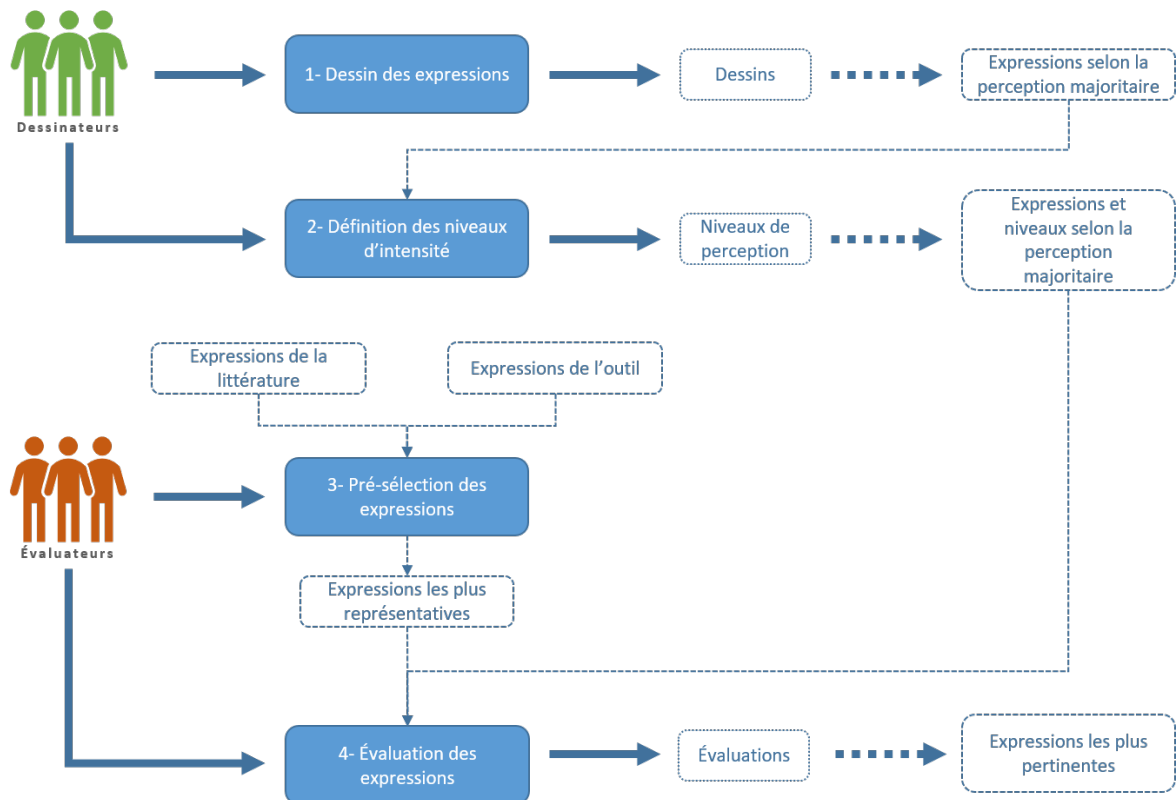 1- Dessin des expressions
Dessins
Expressions selon la
perception majoritaire
Dessinateurs
2- Définition des niveaux
d’intensité
Niveaux de
perception
Expressions et
niveaux selon la
perception
majoritaire
Expressions de la
littérature
Expressions de l’outil
3- Pré-sélection des
expressions
Évaluateurs
Expressions les plus
représentatives
4- Évaluation des
expressions
Évaluations
Expressions les plus
pertinentes